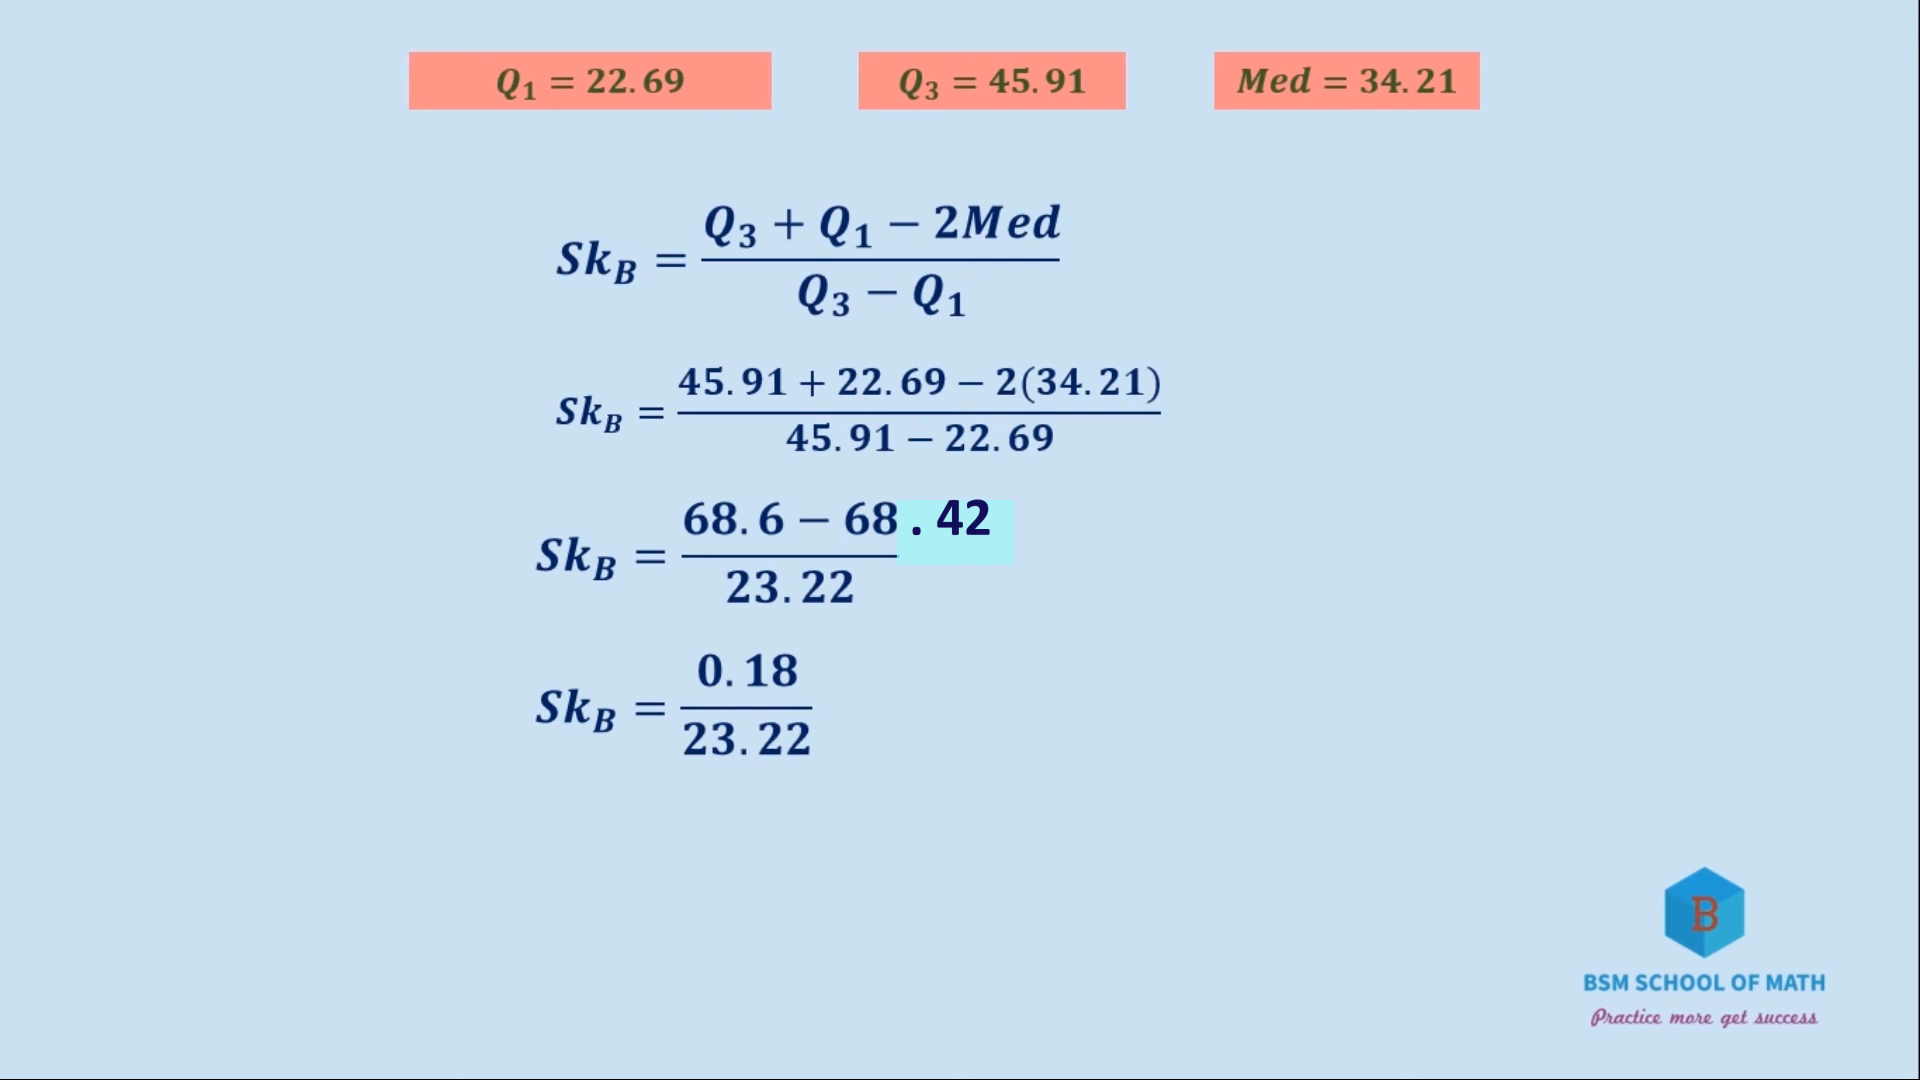 Q₁ = 22.69 Q₃ = 45.91 Med = 34.21
Sk_B = (Q₃ + Q₁ − 2Med) / (Q₃ − Q₁)
Sk_B = (45.91 + 22.69 − 2(34.21)) / (45.91 − 22.69)
Sk_B = (68.6 − 68.42) / 23.22
Sk_B = 0.18 / 23.22
B
BSM SCHOOL OF MATH
Practice more get success